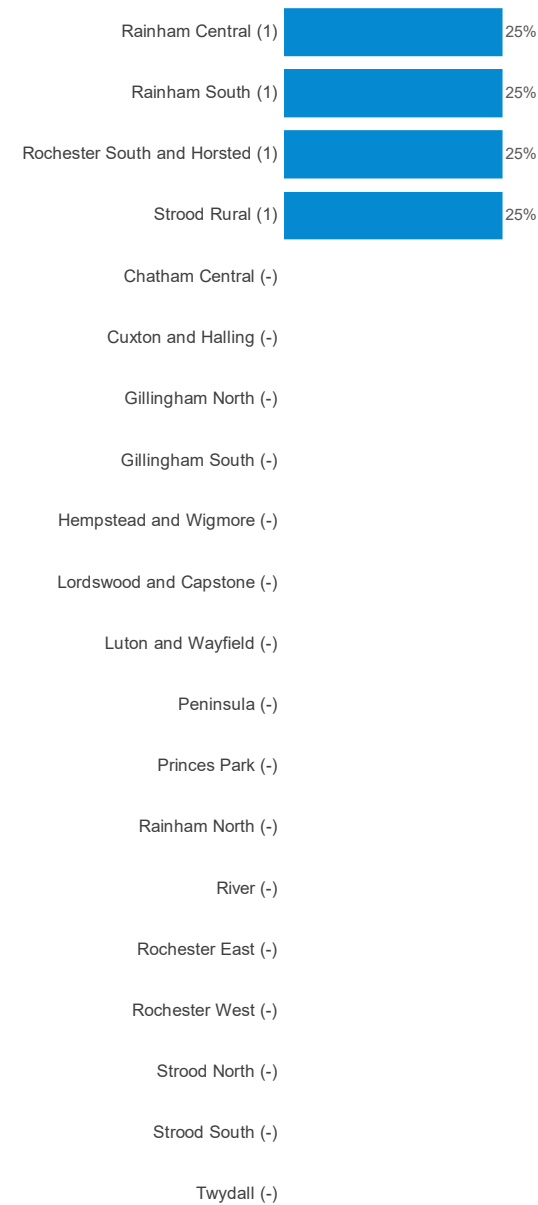 Rainham Central (1) 25%
Rainham South (1) 25%
Rochester South and Horsted (1) 25%
Strood Rural (1) 25%
Chatham Central (-)
Cuxton and Halling (-)
Gillingham North (-)
Gillingham South (-)
Hempstead and Wigmore (-)
Lordswood and Capstone (-)
Luton and Wayfield (-)
Peninsula (-)
Princes Park (-)
Rainham North (-)
River (-)
Rochester East (-)
Rochester West (-)
Strood North (-)
Strood South (-)
Twydall (-)